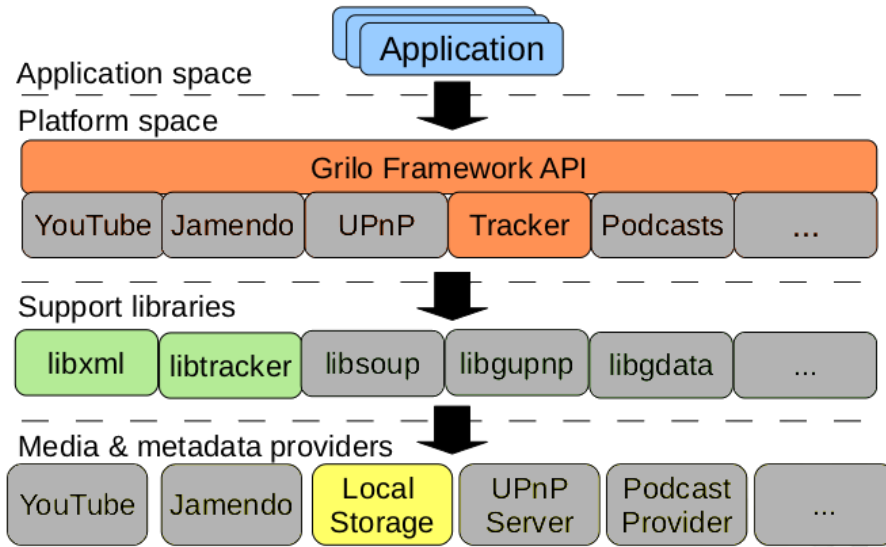 Application
Application space
Platform space
Grilo Framework API
YouTube Jamendo UPnP Tracker Podcasts ...
Support libraries
libxml libtracker libsoup libgupnp libgdata ...
Media & metadata providers
YouTube Jamendo Local Storage UPnP Server Podcast Provider ...